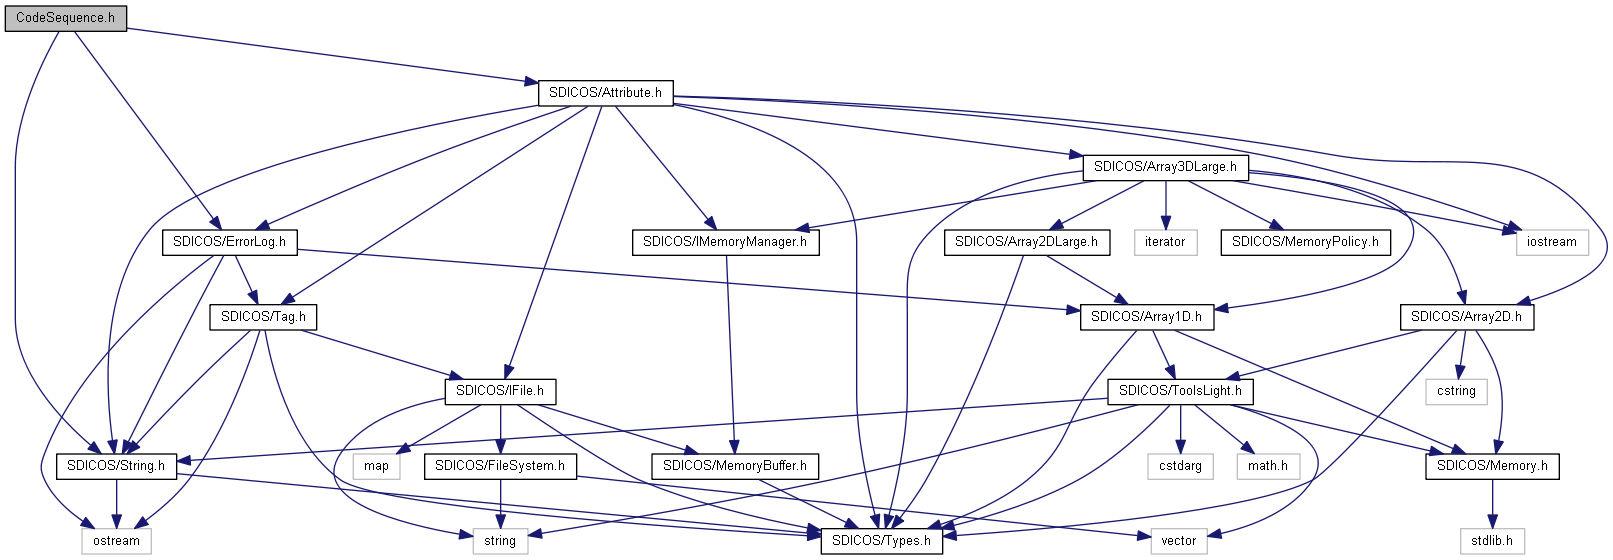 CodeSequence.h
SDICOS/Attribute.h
SDICOS/Array3DLarge.h
SDICOS/ErrorLog.h
SDICOS/IMemoryManager.h
SDICOS/Array2DLarge.h
iterator
SDICOS/MemoryPolicy.h
iostream
SDICOS/Tag.h
SDICOS/Array1D.h
SDICOS/Array2D.h
SDICOS/IFile.h
SDICOS/ToolsLight.h
cstring
SDICOS/String.h
map
SDICOS/FileSystem.h
SDICOS/MemoryBuffer.h
cstdarg
math.h
SDICOS/Memory.h
ostream
string
SDICOS/Types.h
vector
stdlib.h